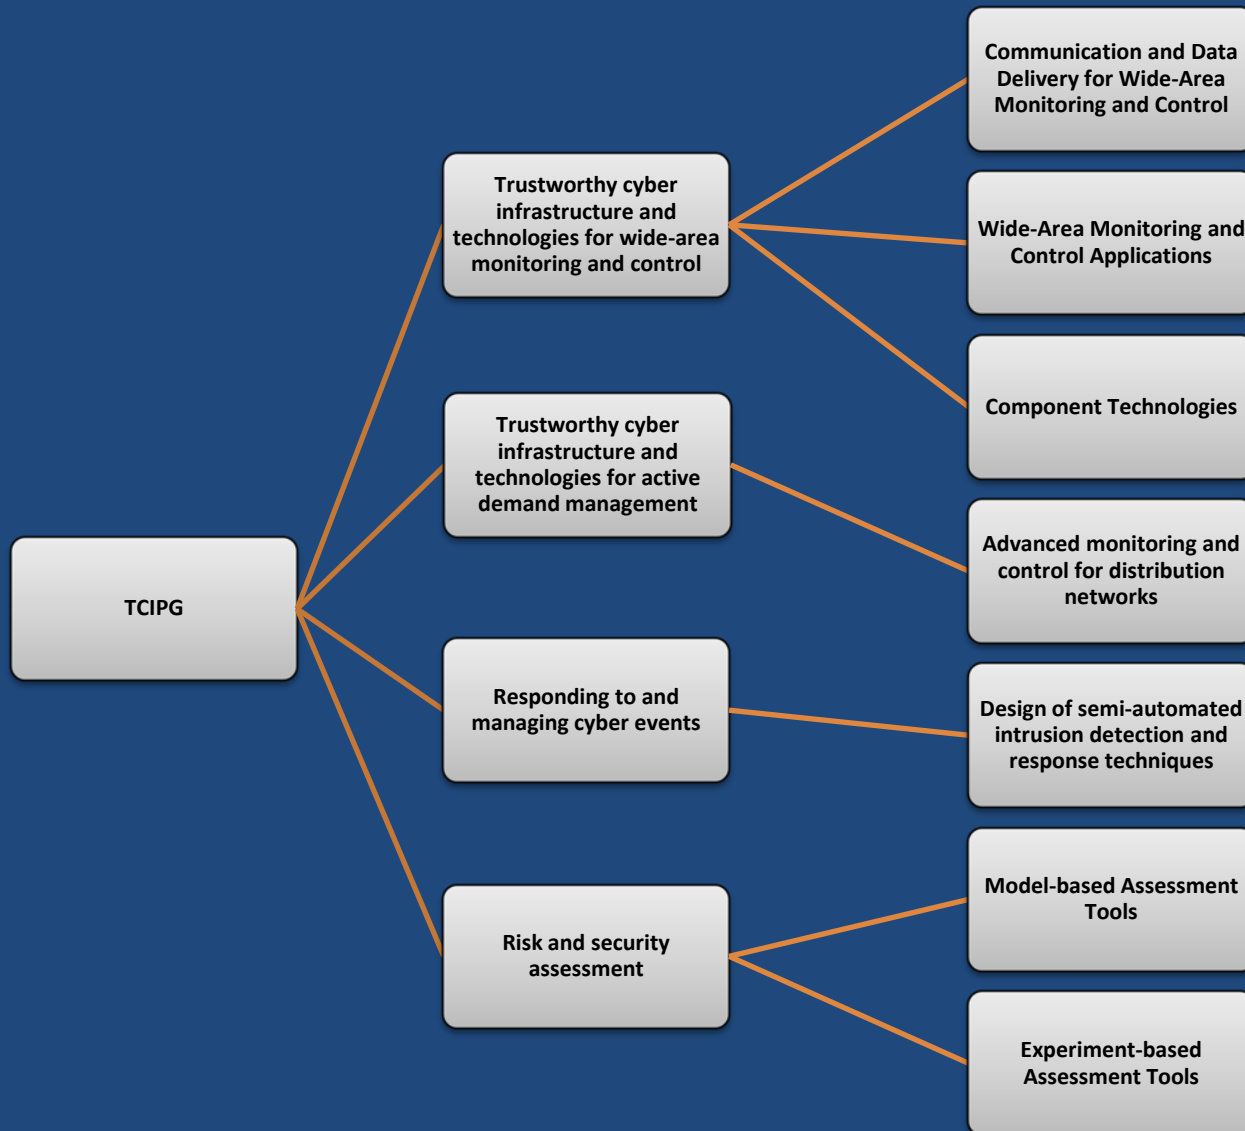 TCIPG
Trustworthy cyber
infrastructure and
technologies for wide-area
monitoring and control
Communication and Data
Delivery for Wide-Area
Monitoring and Control
Wide-Area Monitoring and
Control Applications
Component Technologies
Trustworthy cyber
infrastructure and
technologies for active
demand management
Advanced monitoring and
control for distribution
networks
Responding to and
managing cyber events
Design of semi-automated
intrusion detection and
response techniques
Risk and security
assessment
Model-based Assessment
Tools
Experiment-based
Assessment Tools